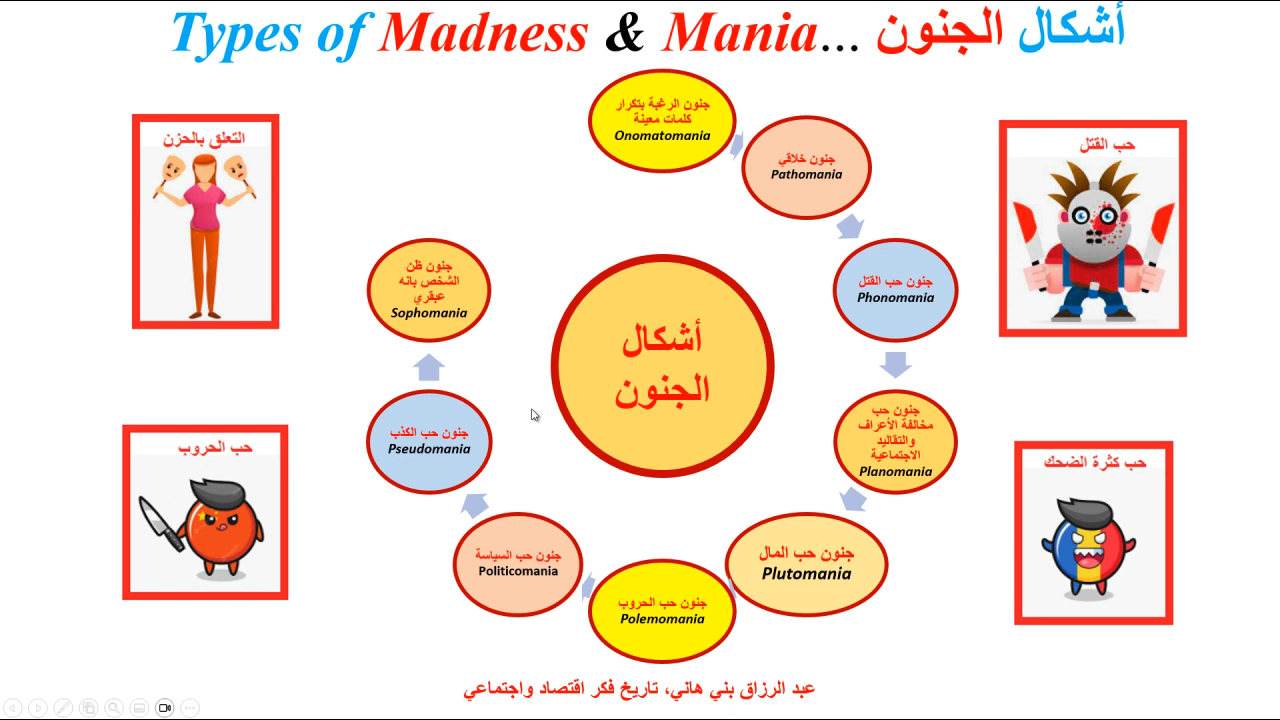 Types of Madness & Mania... أشكال الجنون
التعلق بالحزن
حب القتل
جنون الرغبة بتكرار
كلمات معينة
Onomatomania
جنون خلاقي
Pathomania
جنون حب القتل
Phonomania
جنون حب
مخالفة الأعراف
والتقاليد
الاجتماعية
Planomania
جنون حب المال
Plutomania
جنون حب الحروب
Polemomania
جنون حب السياسة
Politicomania
جنون حب الكذب
Pseudomania
جنون ظن
الشخص بانه
عبقري
Sophomania
أشكال
الجنون
حب الحروب
حب كثرة الضحك
عبد الرزاق بني هاني، تاريخ فكر اقتصاد واجتماعي